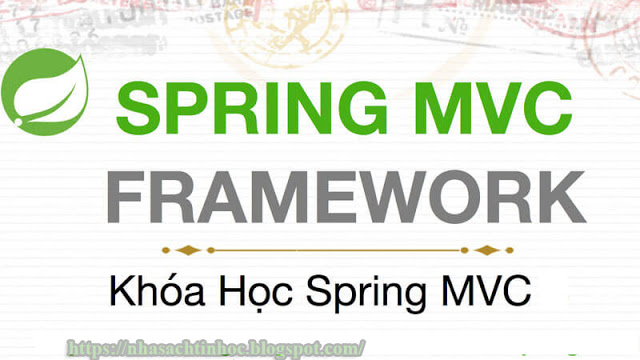 SPRING MVC
FRAMEWORK
Khóa Học Spring MVC
https://nhasachtinhoc.blogspot.com/